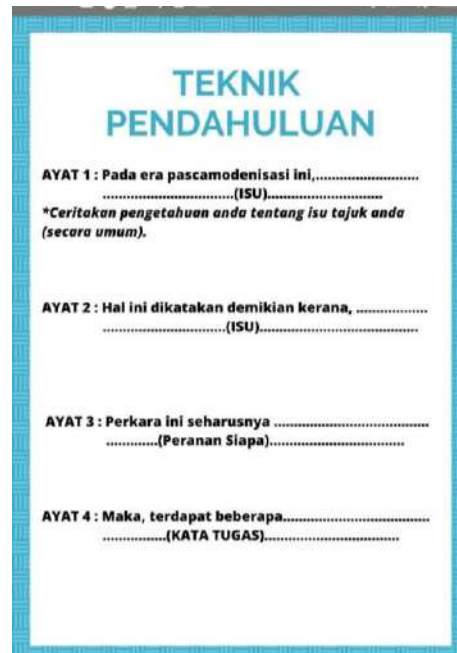 TEKNIK
PENDAHULUAN
AYAT 1 : Pada era pascamodenisasi ini,..........................
.................................(ISU).............................
*Ceritakan pengetahuan anda tentang isu tajuk anda
(secara umum).
AYAT 2 : Hal ini dikatakan demikian kerana, ..................
...............................(ISU)........................................
AYAT 3 : Perkara ini seharusnya .......................................
.............(Peranan Siapa)..................................
AYAT 4 : Maka, terdapat beberapa.....................................
................(KATA TUGAS)..................................